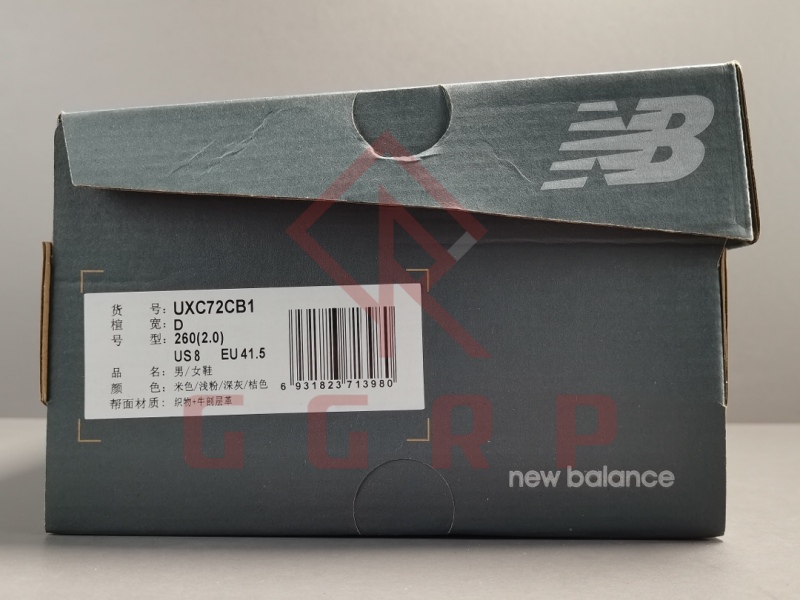 NB
货 号: UXC72CB1
楦 宽: D
号 型: 260(2.0)
US 8 EU 41.5
品 名: 男/女鞋
颜 色: 米色/浅粉/深灰/桔色
帮面材质: 织物+牛剖层革
6 931823 713980
GGRP
new balance